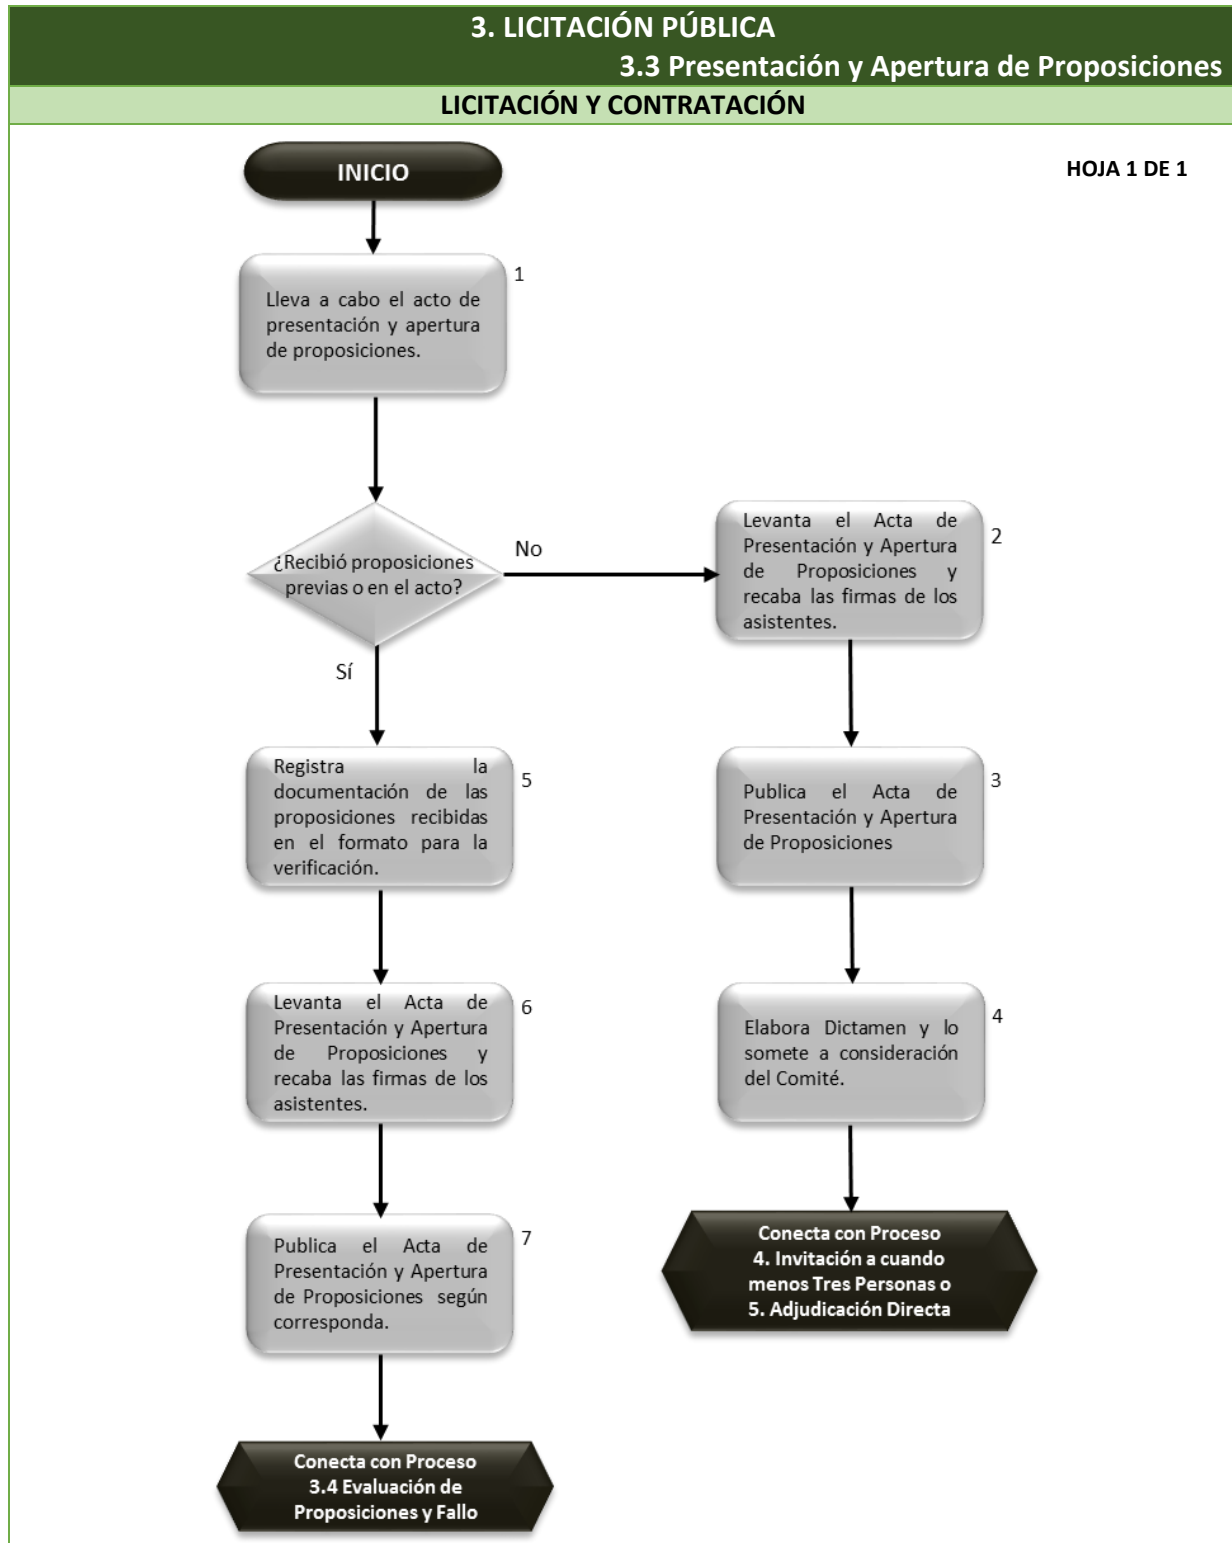 3. LICITACIÓN PÚBLICA
3.3 Presentación y Apertura de Proposiciones
LICITACIÓN Y CONTRATACIÓN
HOJA 1 DE 1
INICIO
1
Lleva a cabo el acto de
presentación y apertura
de proposiciones.
¿Recibió proposiciones
previas o en el acto?
No
2
Levanta el Acta de
Presentación y Apertura
de Proposiciones y
recaba las firmas de los
asistentes.
3
Publica el Acta de
Presentación y Apertura
de Proposiciones
4
Elabora Dictamen y lo
somete a consideración
del Comité.
Conecta con Proceso
4. Invitación a cuando
menos Tres Personas o
5. Adjudicación Directa
Sí
5
Registra la
documentación de las
proposiciones recibidas
en el formato para la
verificación.
6
Levanta el Acta de
Presentación y Apertura
de Proposiciones y
recaba las firmas de los
asistentes.
7
Publica el Acta de
Presentación y Apertura
de Proposiciones según
corresponda.
Conecta con Proceso
3.4 Evaluación de
Proposiciones y Fallo